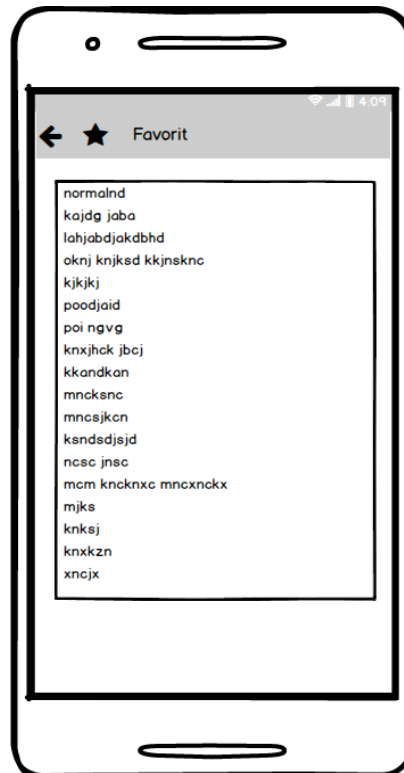 4:09
Favorit
normalnd
kajdg jaba
lahjabdjakdbhd
oknj knjksd kkjnsknc
kjkjkj
poodjaid
poi ngvg
knxjhck jbcj
kkandkan
mncksnc
mncsjkcn
ksndsdjsjd
ncsc jnsc
mcm kncknxc mncxnckx
mjks
knksj
knxkzn
xncjx